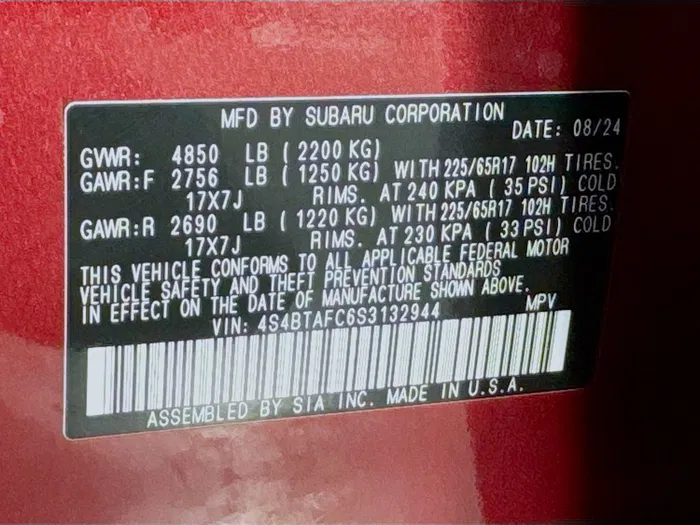 MFD BY SUBARU CORPORATION
DATE: 08/24
GVWR: 4850 LB ( 2200 KG)
GAWR:F 2756 LB ( 1250 KG) WITH 225/65R17 102H TIRES.
17X7J RIMS. AT 240 KPA ( 35 PSI) COLD
GAWR:R 2690 LB ( 1220 KG) WITH 225/65R17 102H TIRES.
17X7J RIMS. AT 230 KPA ( 33 PSI) COLD
THIS VEHICLE CONFORMS TO ALL APPLICABLE FEDERAL MOTOR
VEHICLE SAFETY AND THEFT PREVENTION STANDARDS
IN EFFECT ON THE DATE OF MANUFACTURE SHOWN ABOVE.
VIN: 4S4BTAFC6S3132944 MPV
ASSEMBLED BY SIA INC. MADE IN U.S.A.